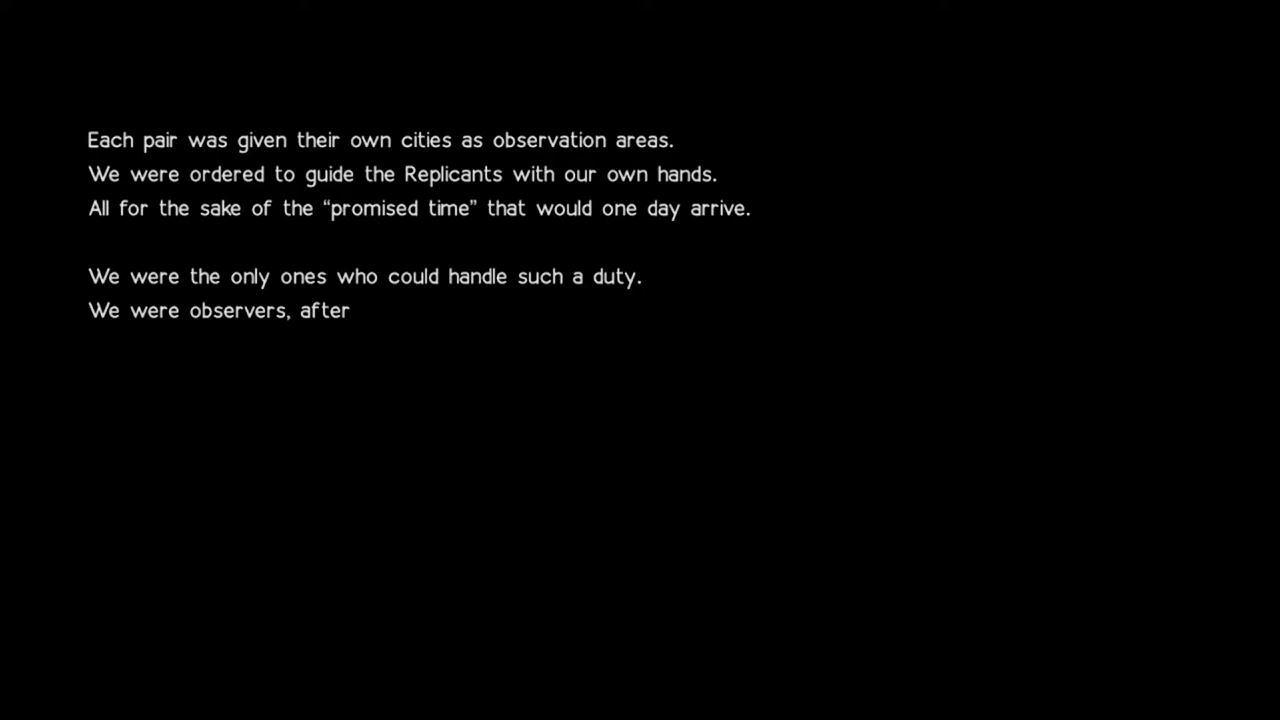 Each pair was given their own cities as observation areas.
We were ordered to guide the Replicants with our own hands.
All for the sake of the “promised time” that would one day arrive.
We were the only ones who could handle such a duty.
We were observers, after